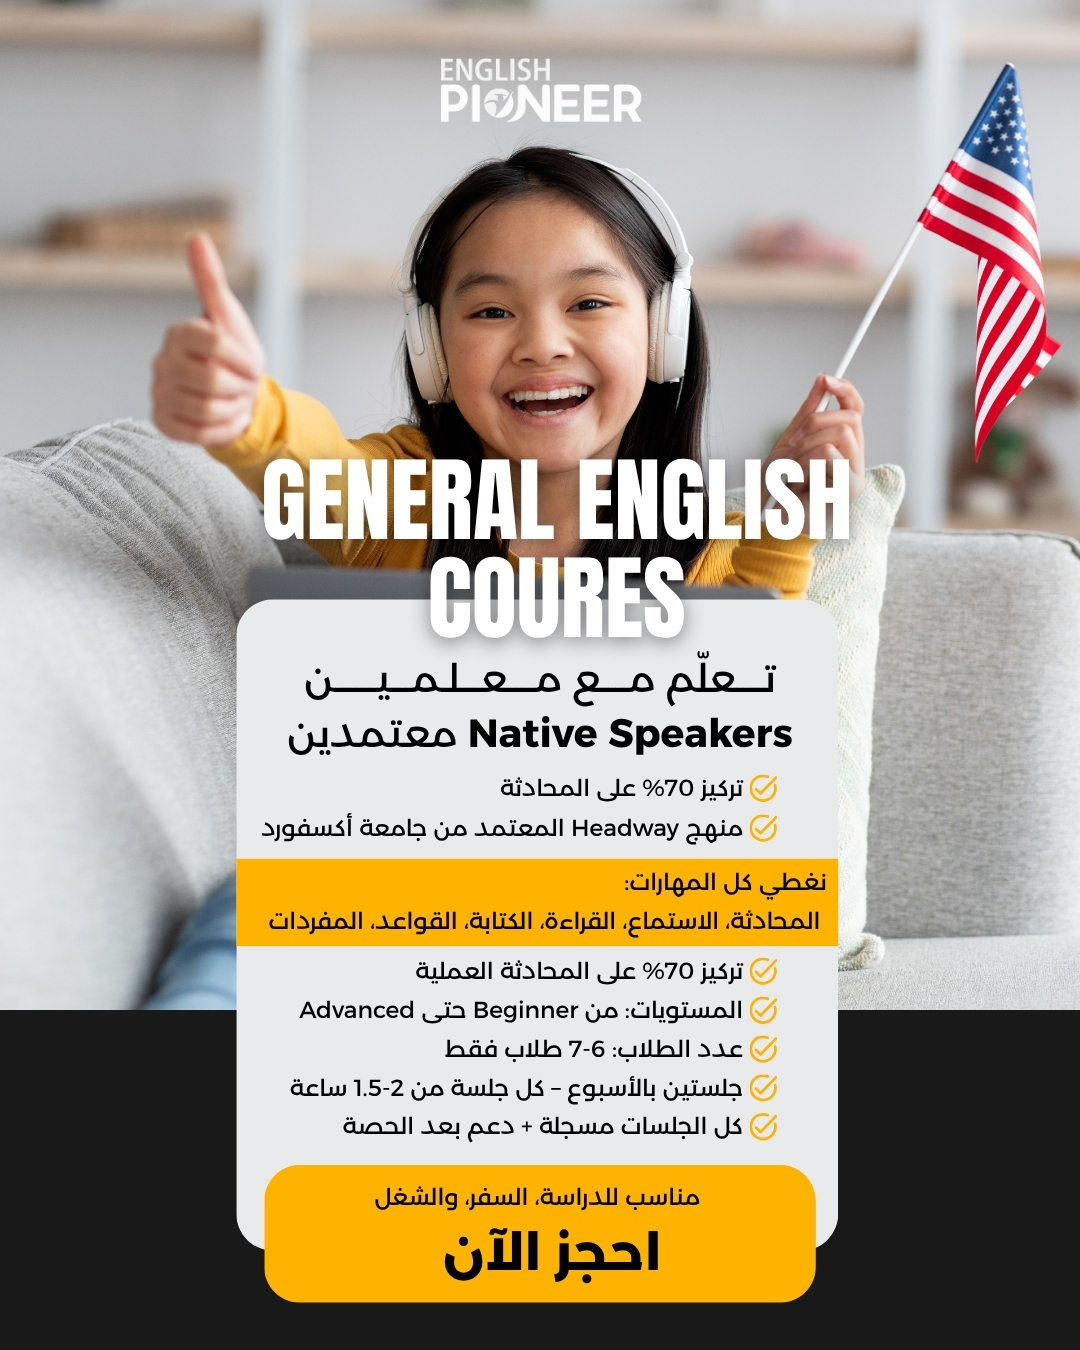 ENGLISH
PIONEER
GENERAL ENGLISH
COURES
تـــعلّم مـــع مــعــلـمــيـــــن
Native Speakers معتمدين
تركيز 70% على المحادثة
منهج Headway المعتمد من جامعة أكسفورد
نغطي كل المهارات:
المحادثة، الاستماع، القراءة، الكتابة، القواعد، المفردات
تركيز 70% على المحادثة العملية
المستويات: من Beginner حتى Advanced
عدد الطلاب: 6-7 طلاب فقط
جلستين بالأسبوع – كل جلسة من 2-1.5 ساعة
كل الجلسات مسجلة + دعم بعد الحصة
مناسب للدراسة، السفر، والشغل
احجز الآن